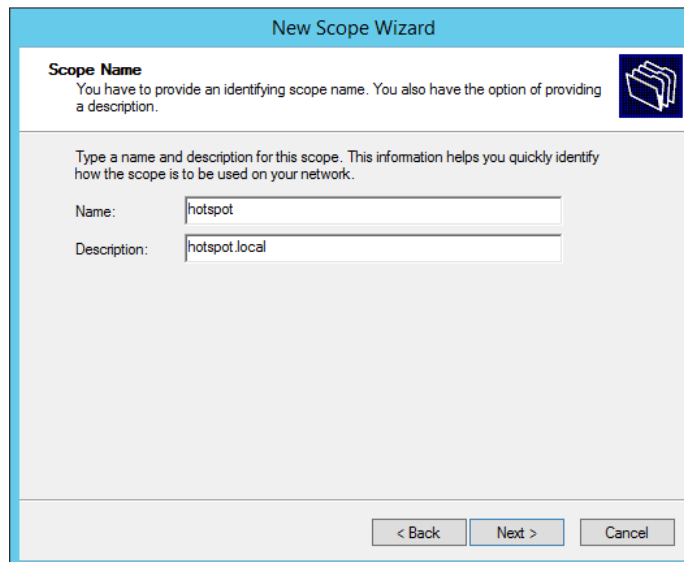 New Scope Wizard
Scope Name
You have to provide an identifying scope name. You also have the option of providing
a description.
Type a name and description for this scope. This information helps you quickly identify
how the scope is to be used on your network.
Name: hotspot
Description: hotspot.local
< Back Next > Cancel